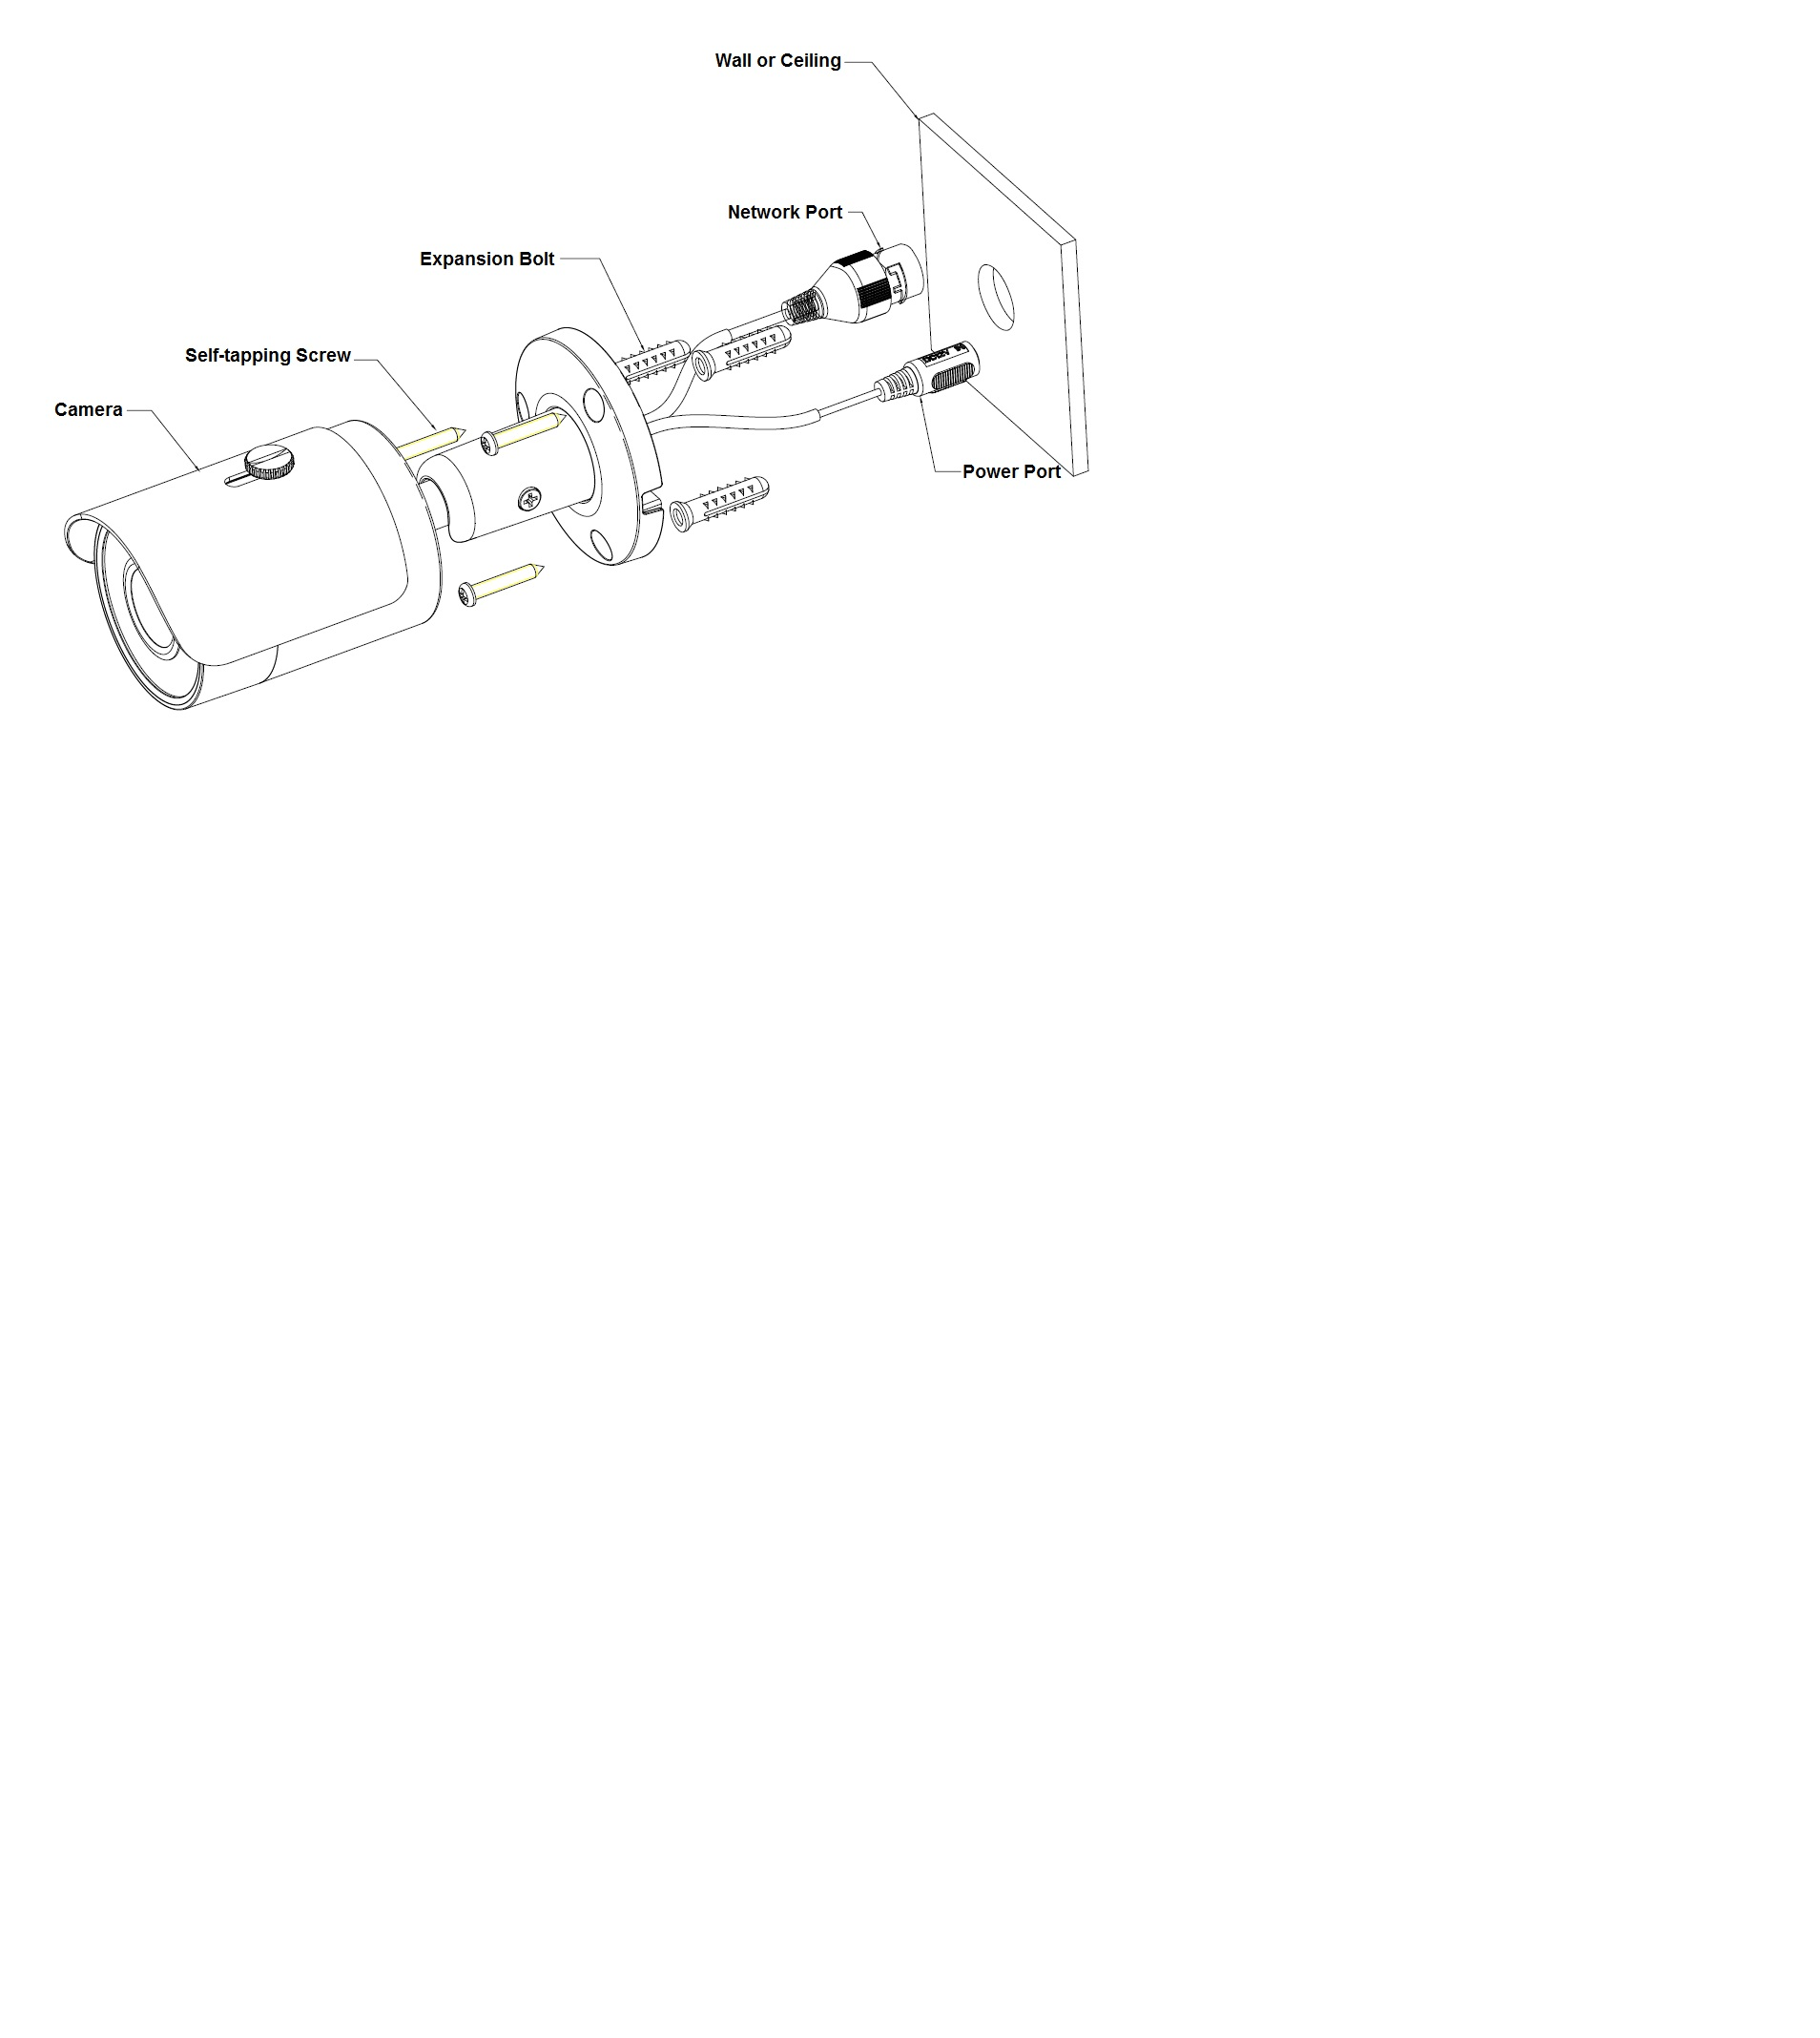 Wall or Ceiling
Network Port
Expansion Bolt
Self-tapping Screw
Camera
Power Port